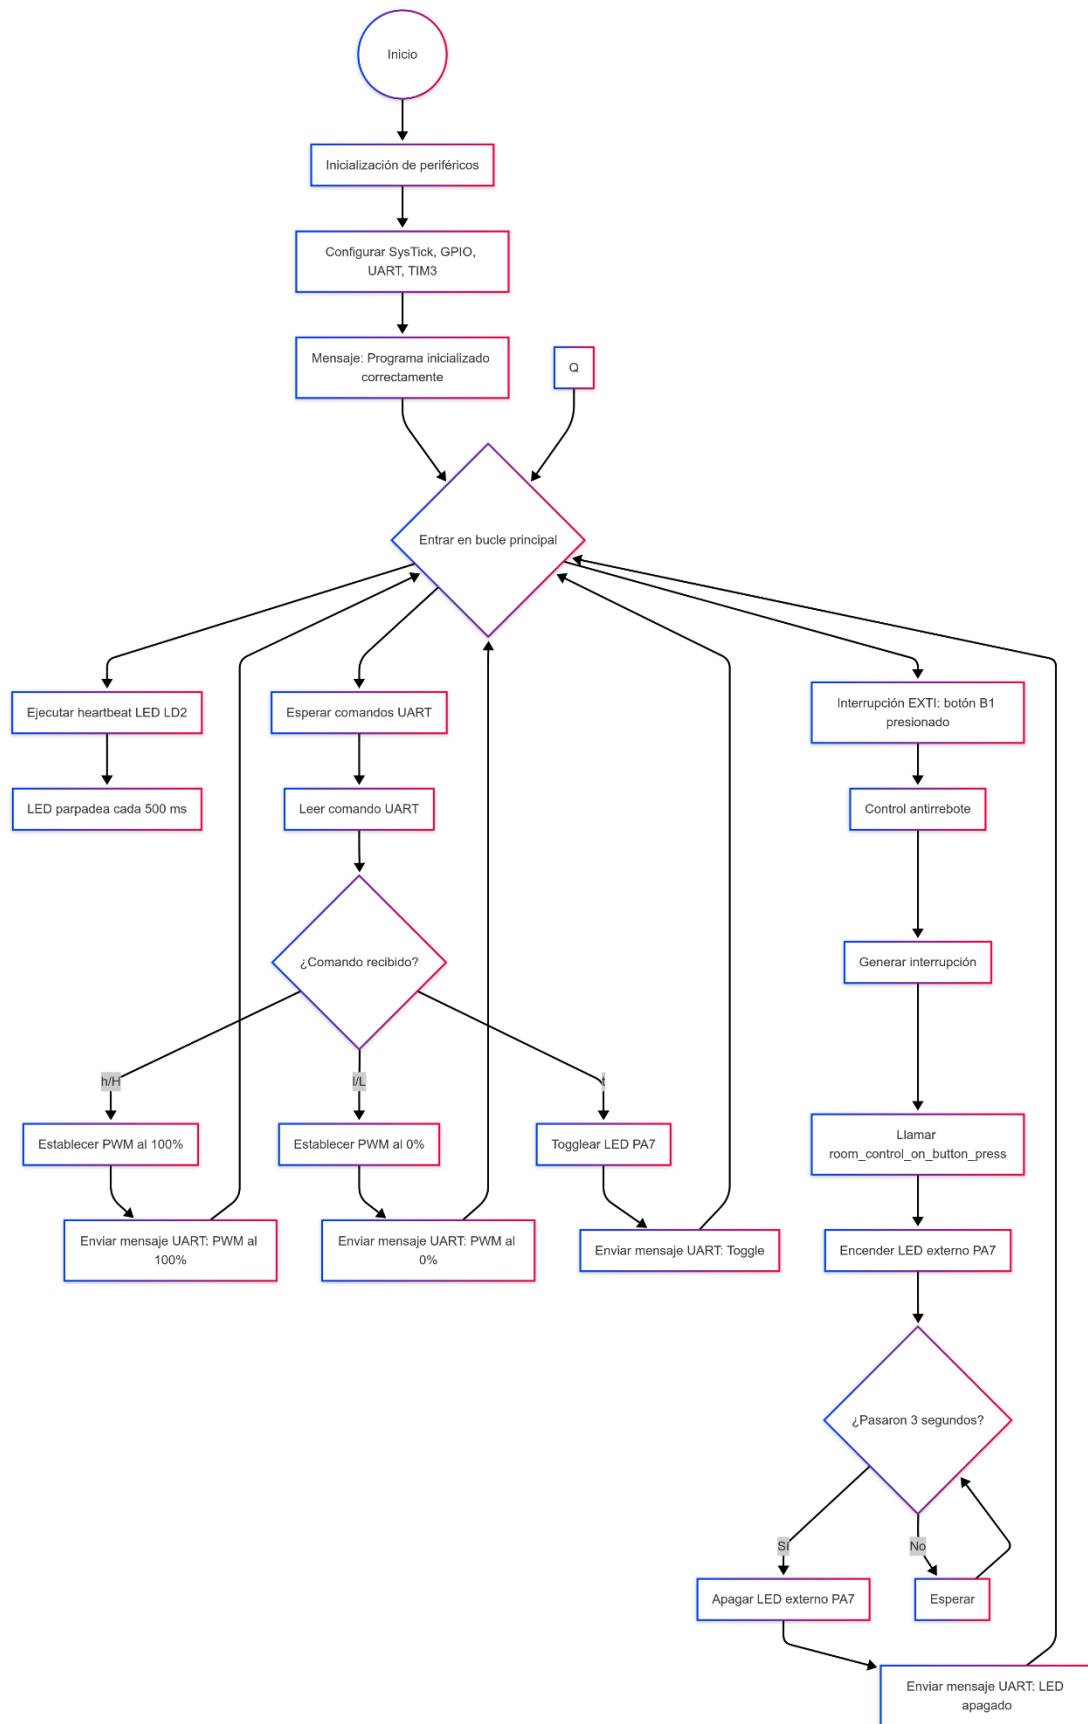 Inicio
Inicialización de periféricos
Configurar SysTick, GPIO,
UART, TIM3
Mensaje: Programa inicializado
correctamente
Q
Entrar en bucle principal
Ejecutar heartbeat LED LD2
Esperar comandos UART
Interrupción EXTI: botón B1
presionado
LED parpadea cada 500 ms
Leer comando UART
Control antirrebote
¿Comando recibido?
Generar interrupción
h/H
l/L
t
Establecer PWM al 100%
Establecer PWM al 0%
Togglear LED PA7
Llamar
room_control_on_button_press
Enviar mensaje UART: PWM al
100%
Enviar mensaje UART: PWM al
0%
Enviar mensaje UART: Toggle
Encender LED externo PA7
¿Pasaron 3 segundos?
Sí
No
Apagar LED externo PA7
Esperar
Enviar mensaje UART: LED
apagado